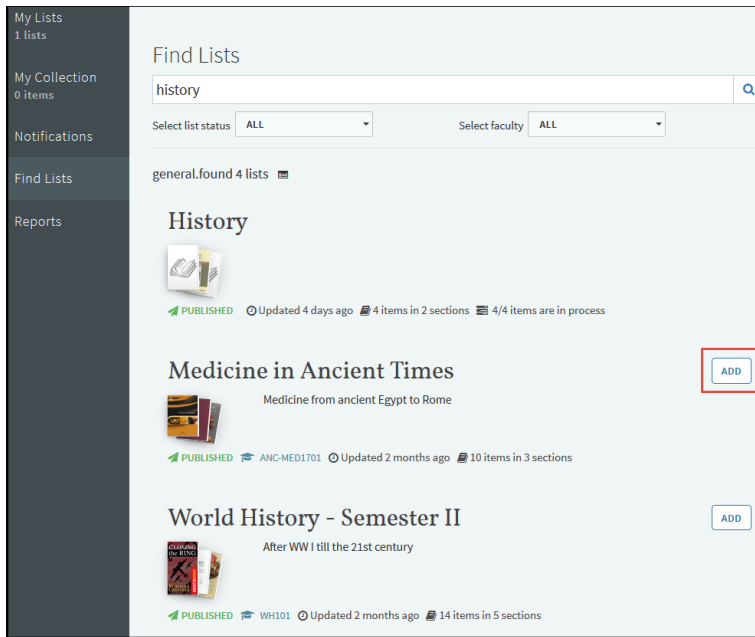 My Lists
1 lists
My Collection
0 items
Notifications
Find Lists
Reports
Find Lists
history
Select list status ALL Select faculty ALL
general.found 4 lists
History
PUBLISHED Updated 4 days ago 4 items in 2 sections 4/4 items are in process
Medicine in Ancient Times ADD
Medicine from ancient Egypt to Rome
PUBLISHED ANC-MED1701 Updated 2 months ago 10 items in 3 sections
World History - Semester II ADD
After WW I till the 21st century
CLOSING
the RING
PUBLISHED WH101 Updated 2 months ago 14 items in 5 sections